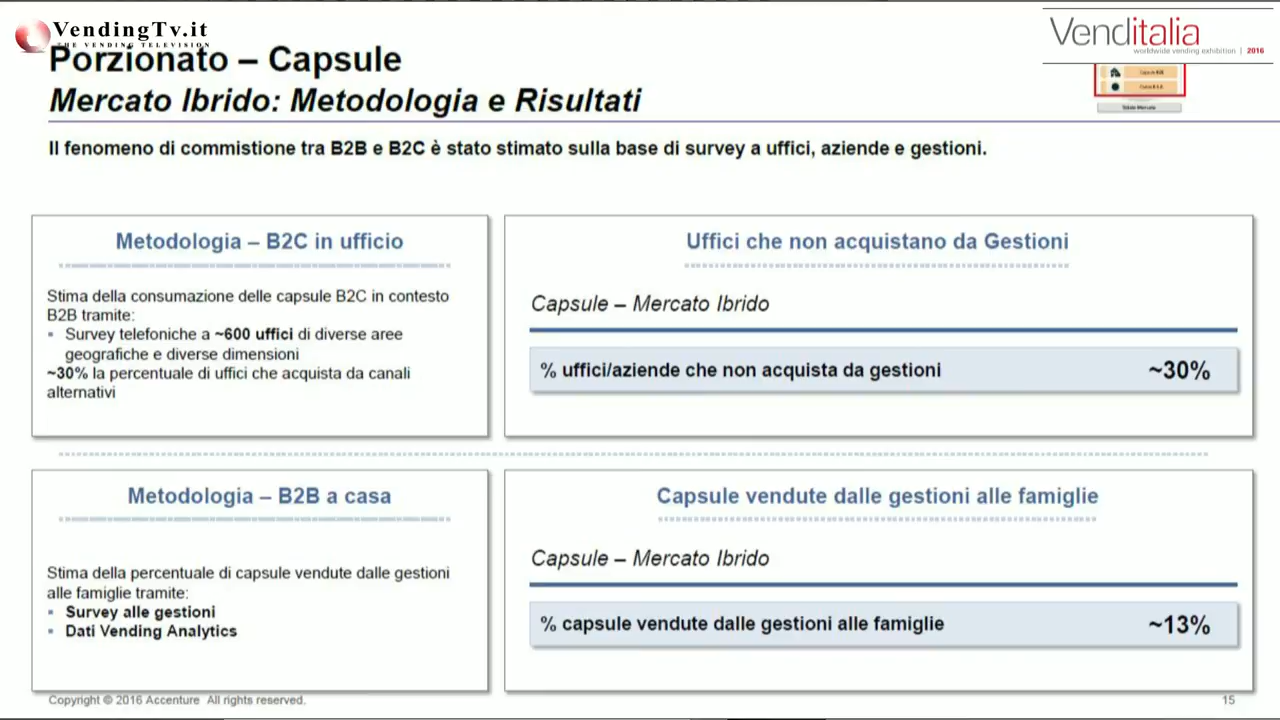 VendingTv.it
THE VENDING TELEVISION
Venditalia
worldwide vending exhibition | 2016
Porzionato – Capsule
Mercato Ibrido: Metodologia e Risultati
Totale Mercato
Il fenomeno di commistione tra B2B e B2C è stato stimato sulla base di survey a uffici, aziende e gestioni.
Metodologia – B2C in ufficio
Stima della consumazione delle capsule B2C in contesto
B2B tramite:
▪ Survey telefoniche a ~600 uffici di diverse aree
geografiche e diverse dimensioni
~30% la percentuale di uffici che acquista da canali
alternativi
Uffici che non acquistano da Gestioni
Capsule – Mercato Ibrido
% uffici/aziende che non acquista da gestioni ~30%
Metodologia – B2B a casa
Stima della percentuale di capsule vendute dalle gestioni
alle famiglie tramite:
▪ Survey alle gestioni
▪ Dati Vending Analytics
Capsule vendute dalle gestioni alle famiglie
Capsule – Mercato Ibrido
% capsule vendute dalle gestioni alle famiglie ~13%
Copyright © 2016 Accenture All rights reserved.
15